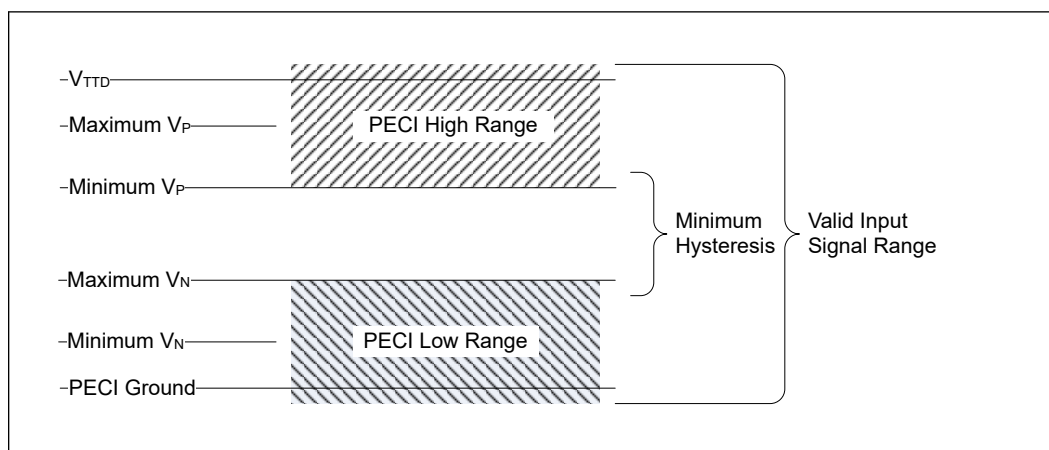 VTTD
Maximum VP
PECI High Range
Minimum VP
Minimum
Hysteresis
Valid Input
Signal Range
Maximum VN
Minimum VN
PECI Low Range
PECI Ground